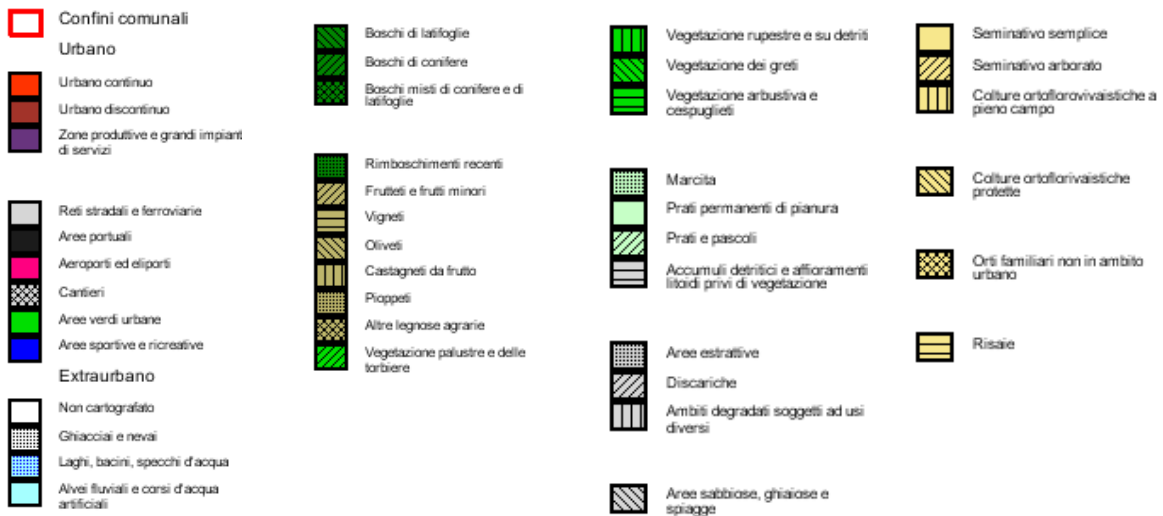 Confini comunali
Urbano
Urbano continuo
Urbano discontinuo
Zone produttive e grandi impiant
di servizi
Reti stradali e ferroviarie
Aree portuali
Aeroporti ed eliporti
Cantieri
Aree verdi urbane
Aree sportive e ricreative
Extraurbano
Non cartografato
Ghiacciai e nevai
Laghi, bacini, specchi d'acqua
Alvei fluviali e corsi d'acqua
artificiali
Boschi di latifoglie
Boschi di conifere
Boschi misti di conifere e di
latifoglie
Rimboschimenti recenti
Frutteti e frutti minori
Vigneti
Oliveti
Castagneti da frutto
Pioppeti
Altre legnose agrarie
Vegetazione palustre e delle
torbiere
Vegetazione rupestre e su detriti
Vegetazione dei greti
Vegetazione arbustiva e
cespuglieti
Marcita
Prati permanenti di pianura
Prati e pascoli
Accumuli detritici e affioramenti
litoidi privi di vegetazione
Aree estrattive
Discariche
Ambiti degradati soggetti ad usi
diversi
Aree sabbiose, ghiaiose e
spiagge
Seminativo semplice
Seminativo arborato
Colture ortoflorovivaistiche a
pieno campo
Colture ortoflorivaistiche
protette
Orti familiari non in ambito
urbano
Risaie